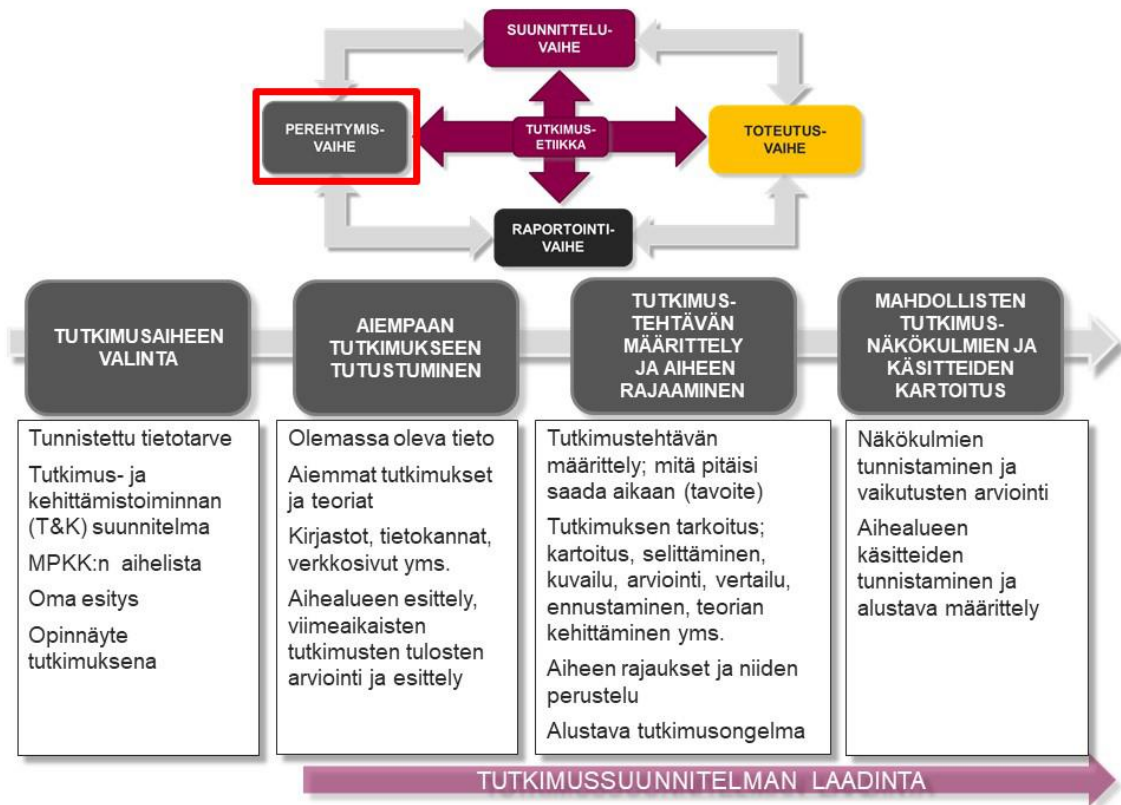 SUUNNITTELU-
VAIHE
PEREHTYMIS-
VAIHE
TUTKIMUS-
ETIIKKA
TOTEUTUS-
VAIHE
RAPORTOINTI-
VAIHE
TUTKIMUSAIHEEN
VALINTA
AIEMPAAN
TUTKIMUKSEEN
TUTUSTUMINEN
TUTKIMUS-
TEHTÄVÄN
MÄÄRITTELY
JA AIHEEN
RAJAAMINEN
MAHDOLLISTEN
TUTKIMUS-
NÄKÖKULMIEN JA
KÄSITTEIDEN
KARTOITUS
Tunnistettu tietotarve
Tutkimus- ja
kehittämistoiminnan
(T&K) suunnitelma
MPKK:n aihelista
Oma esitys
Opinnäyte
tutkimuksena
Olemassa oleva tieto
Aiemmat tutkimukset
ja teoriat
Kirjastot, tietokannat,
verkkosivut yms.
Aihealueen esittely,
viimeaikaisten
tutkimusten tulosten
arviointi ja esittely
Tutkimustehtävän
määrittely; mitä pitäisi
saada aikaan (tavoite)
Tutkimuksen tarkoitus;
kartoitus, selittäminen,
kuvailu, arviointi, vertailu,
ennustaminen, teorian
kehittäminen yms.
Aiheen rajaukset ja niiden
perustelu
Alustava tutkimusongelma
Näkökulmien
tunnistaminen ja
vaikutusten arviointi
Aihealueen
käsitteiden
tunnistaminen ja
alustava määrittely
TUTKIMUSSUUNNITELMAN LAADINTA